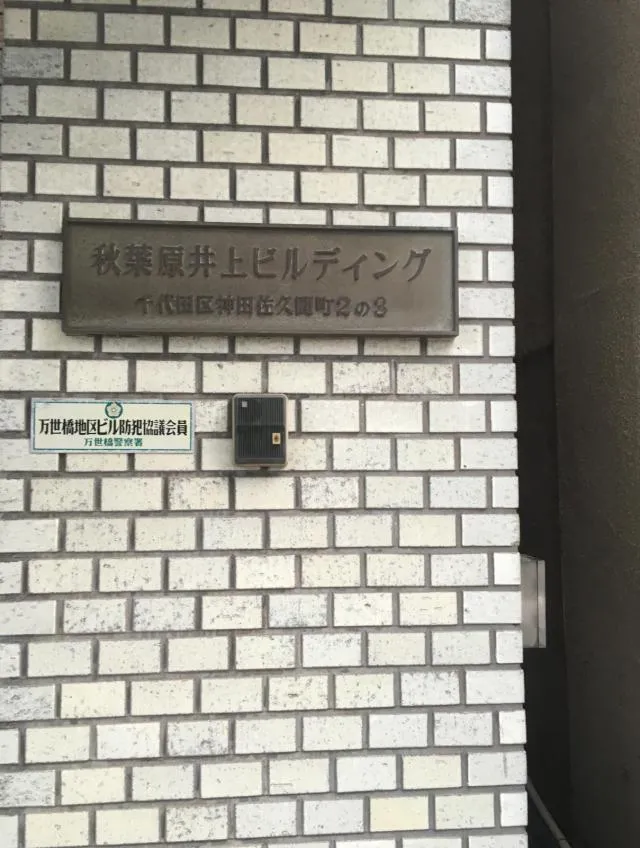 秋葉原井上ビルディング
千代田区神田佐久間町2の8
万世橋地区ビル防犯協議会員
万世橋警察署